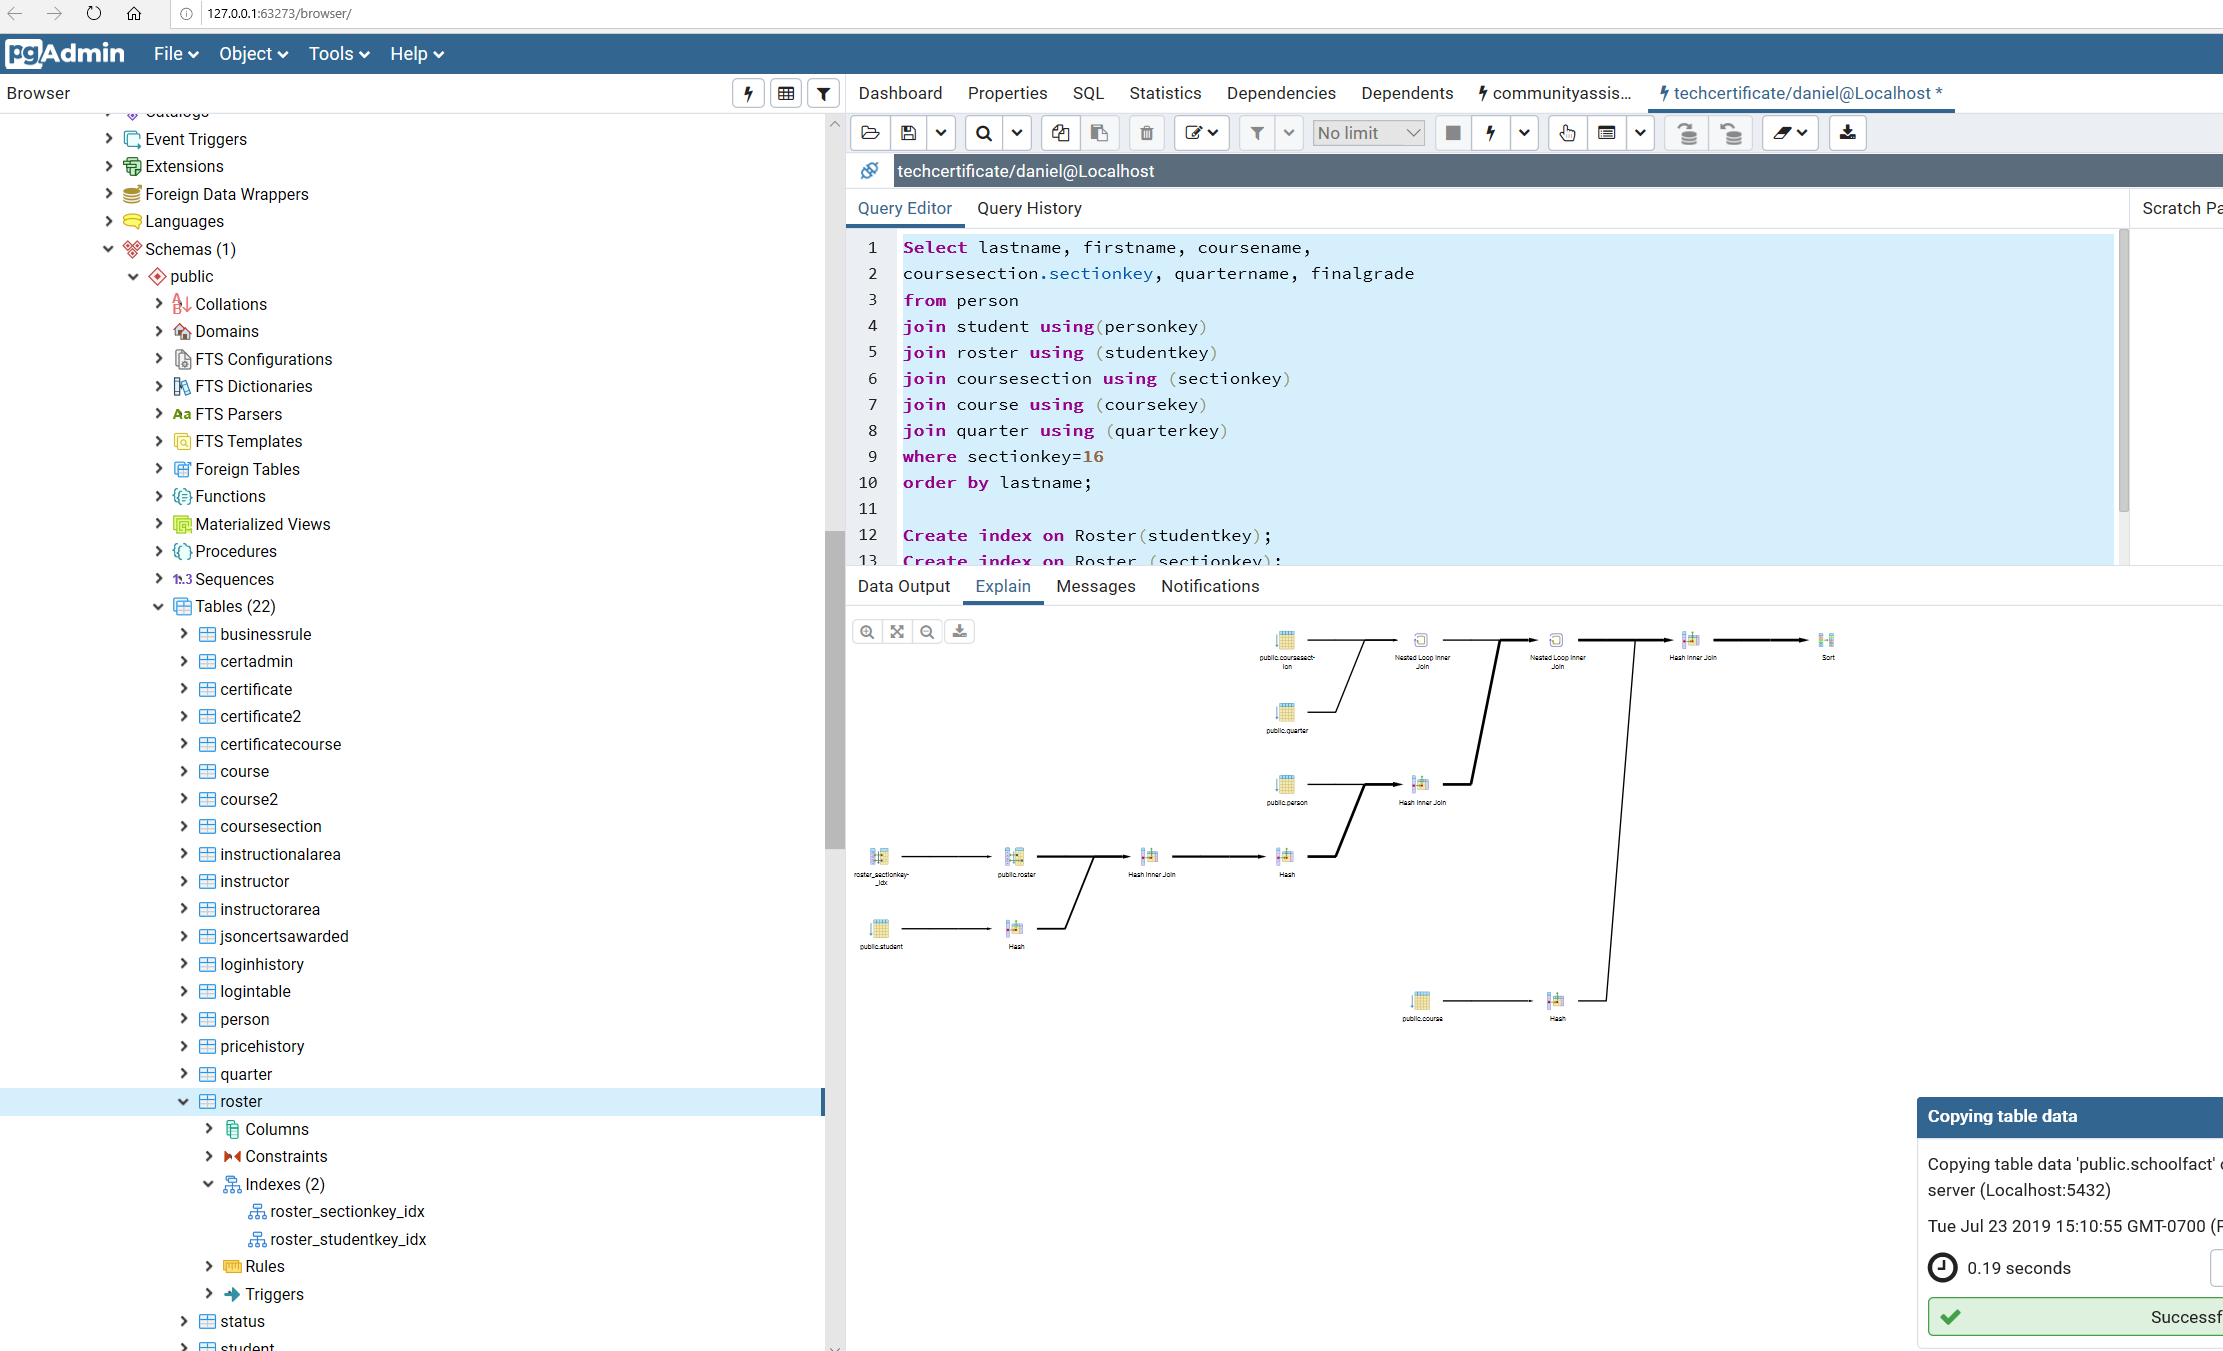 127.0.0.1:63273/browser/
pgAdmin
File
Object
Tools
Help
Browser
Dashboard
Properties
SQL
Statistics
Dependencies
Dependents
communityassis...
techcertificate/daniel@Localhost *
Catalogs
Event Triggers
Extensions
Foreign Data Wrappers
Languages
Schemas (1)
public
Collations
Domains
FTS Configurations
FTS Dictionaries
Aa FTS Parsers
FTS Templates
Foreign Tables
Functions
Materialized Views
Procedures
1..3 Sequences
Tables (22)
businessrule
certadmin
certificate
certificate2
certificatecourse
course
course2
coursesection
instructionalarea
instructor
instructorarea
jsoncertsawarded
loginhistory
logintable
person
pricehistory
quarter
roster
Columns
Constraints
Indexes (2)
roster_sectionkey_idx
roster_studentkey_idx
Rules
Triggers
status
student
No limit
techcertificate/daniel@Localhost
Query Editor
Query History
Scratch Pa
1 Select lastname, firstname, coursename,
2 coursesection.sectionkey, quartername, finalgrade
3 from person
4 join student using(personkey)
5 join roster using (studentkey)
6 join coursesection using (sectionkey)
7 join course using (coursekey)
8 join quarter using (quarterkey)
9 where sectionkey=16
10 order by lastname;
11
12 Create index on Roster(studentkey);
13 Create index on Roster (sectionkey);
Data Output
Explain
Messages
Notifications
public.coursesect-
ion
Nested Loop Inner
Join
Nested Loop Inner
Join
Hash Inner Join
Sort
public.quarter
public.person
Hash Inner Join
roster_sectionkey-
_idx
public.roster
Hash Inner Join
Hash
public.student
Hash
public.course
Hash
Copying table data
Copying table data 'public.schoolfact'
server (Localhost:5432)
Tue Jul 23 2019 15:10:55 GMT-0700 (P
0.19 seconds
Successf